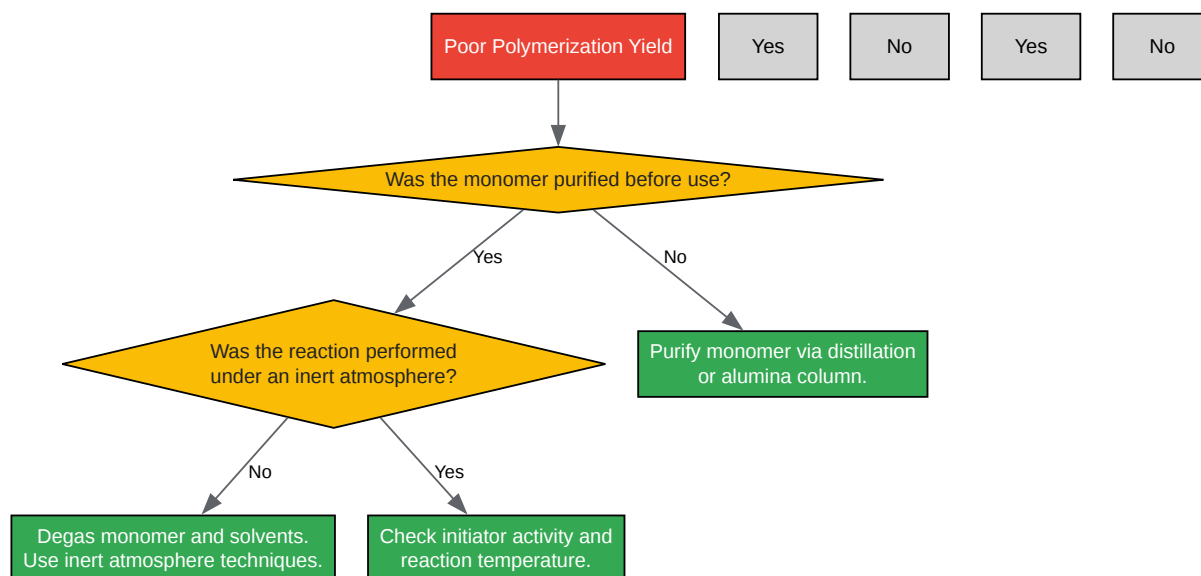 Poor Polymerization Yield
Yes
No
Yes
No
Was the monomer purified before use?
Yes
No
Was the reaction performed
under an inert atmosphere?
Purify monomer via distillation
or alumina column.
No
Yes
Degas monomer and solvents.
Use inert atmosphere techniques.
Check initiator activity and
reaction temperature.